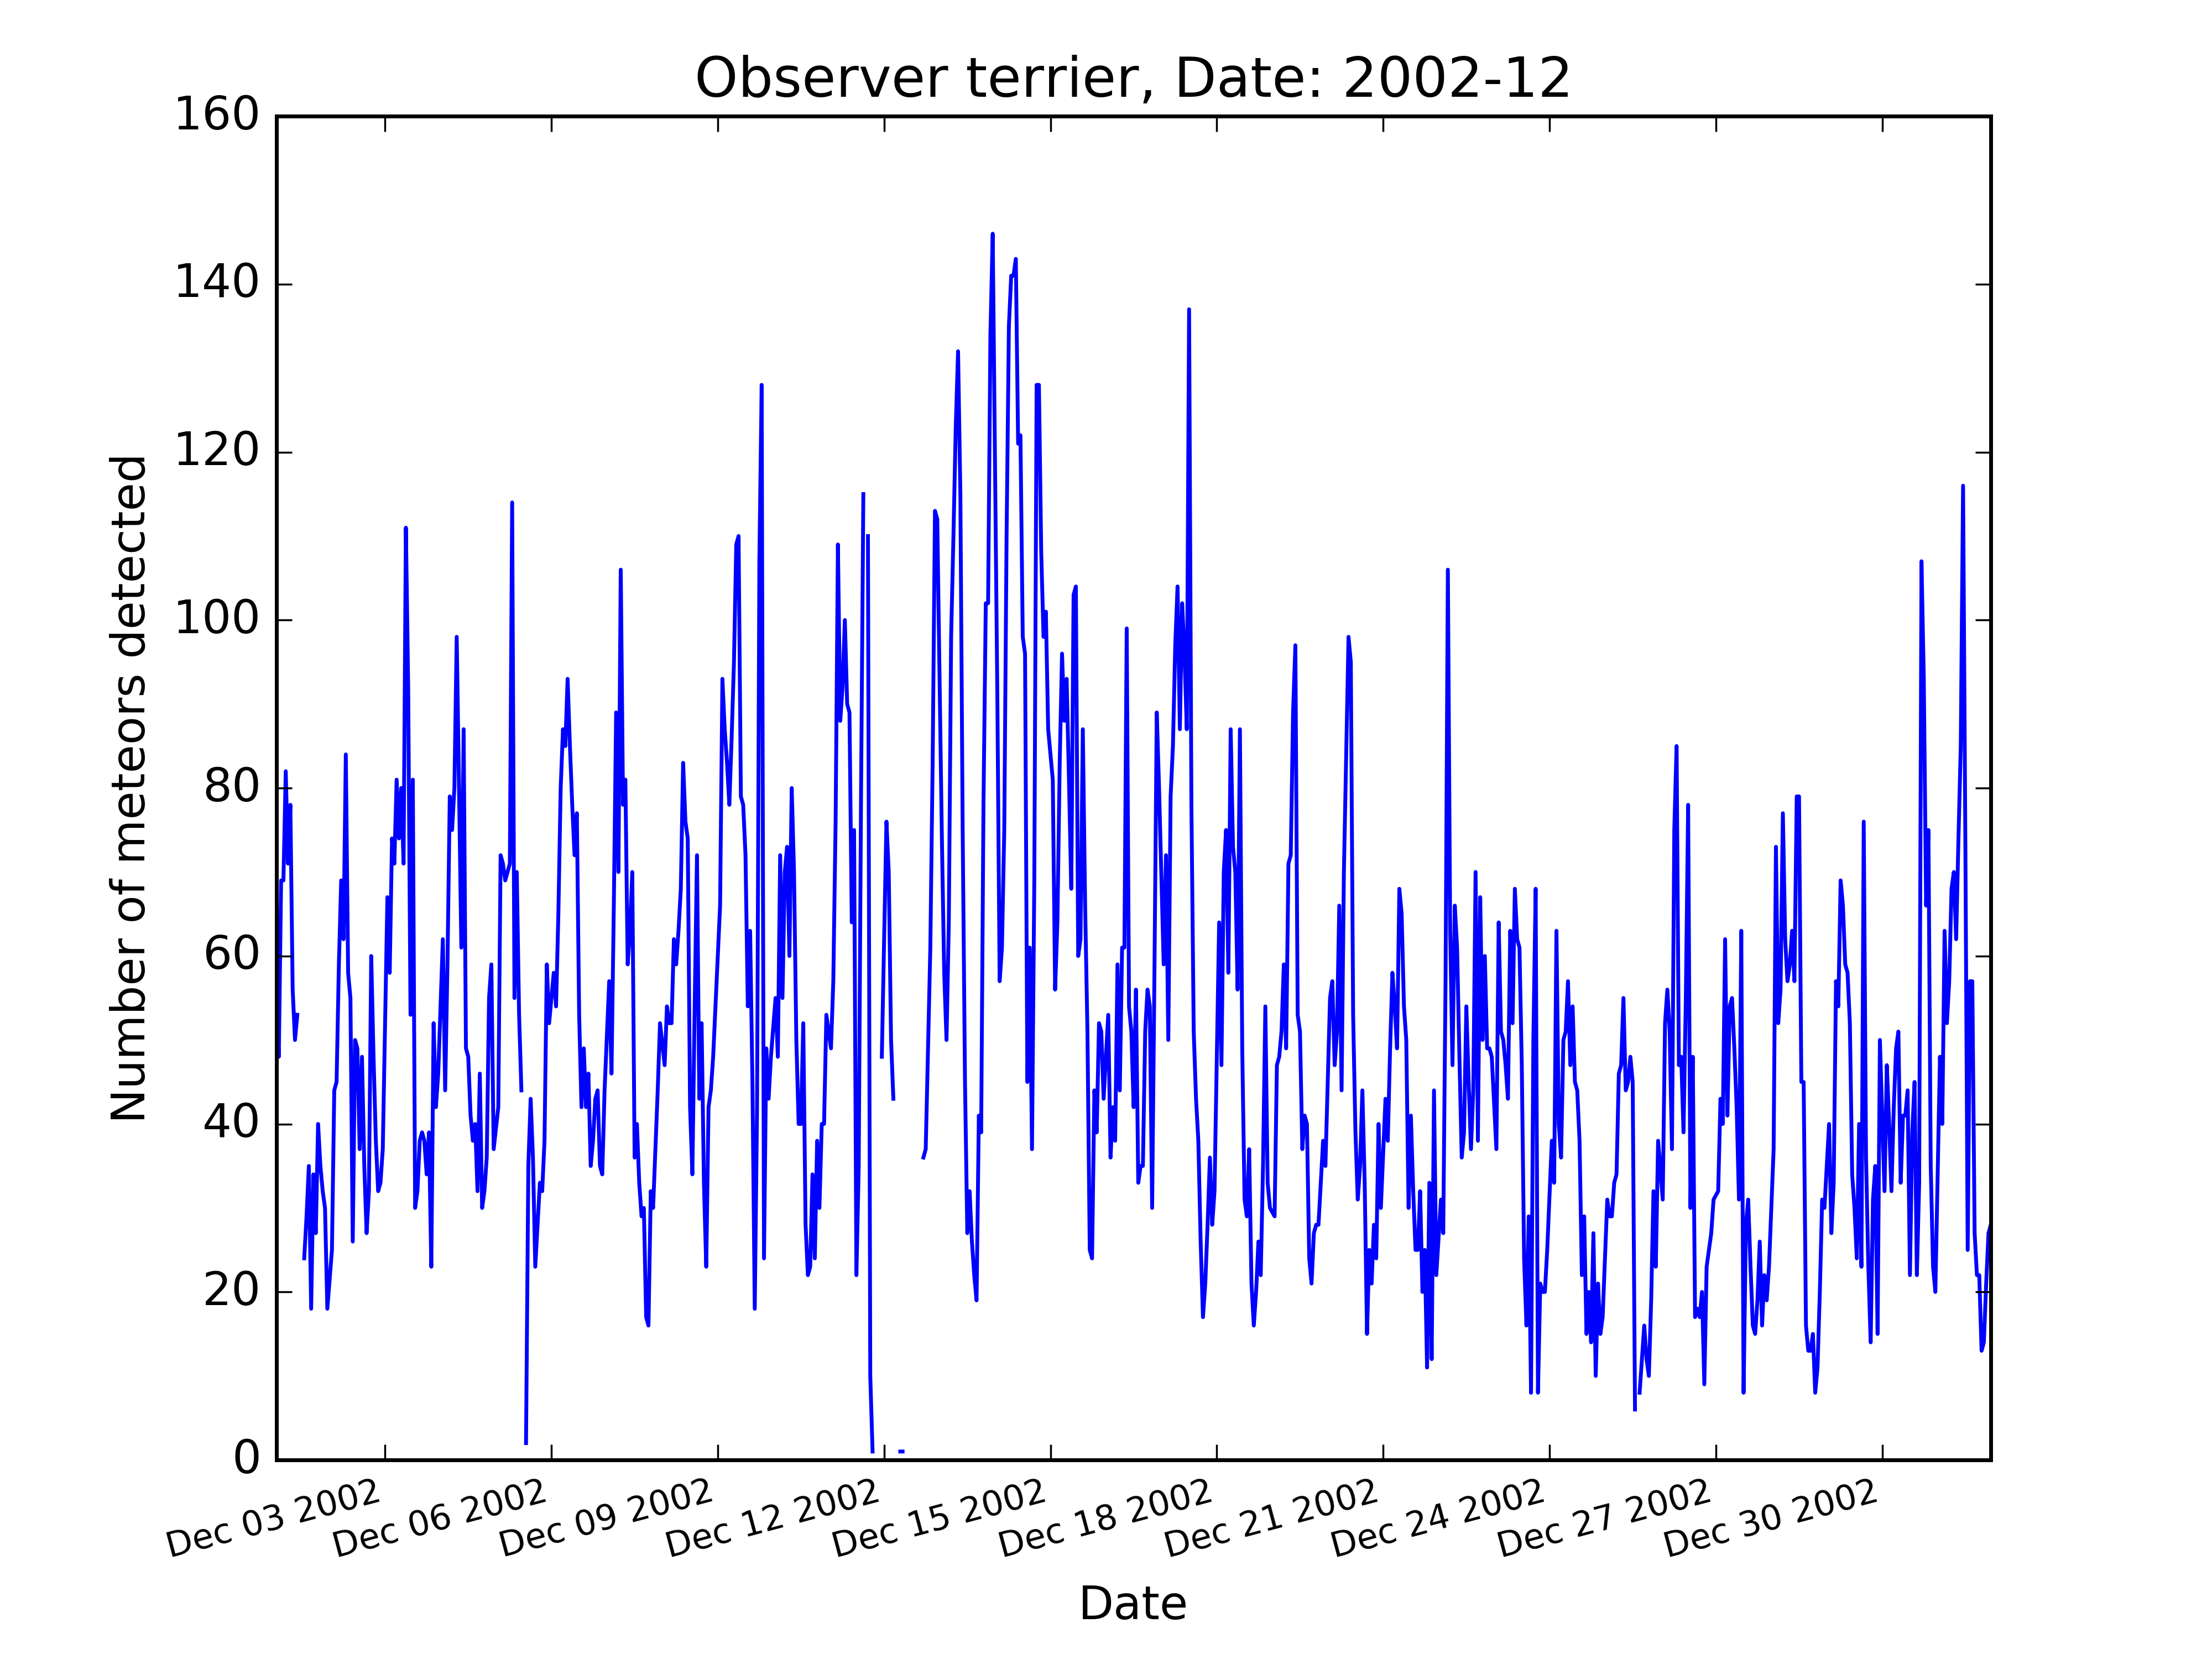 Observer terrier, Date: 2002-12
Number of meteors detected
160
140
120
100
80
60
40
20
0
Dec 03 2002
Dec 06 2002
Dec 09 2002
Dec 12 2002
Dec 15 2002
Dec 18 2002
Dec 21 2002
Dec 24 2002
Dec 27 2002
Dec 30 2002
Date